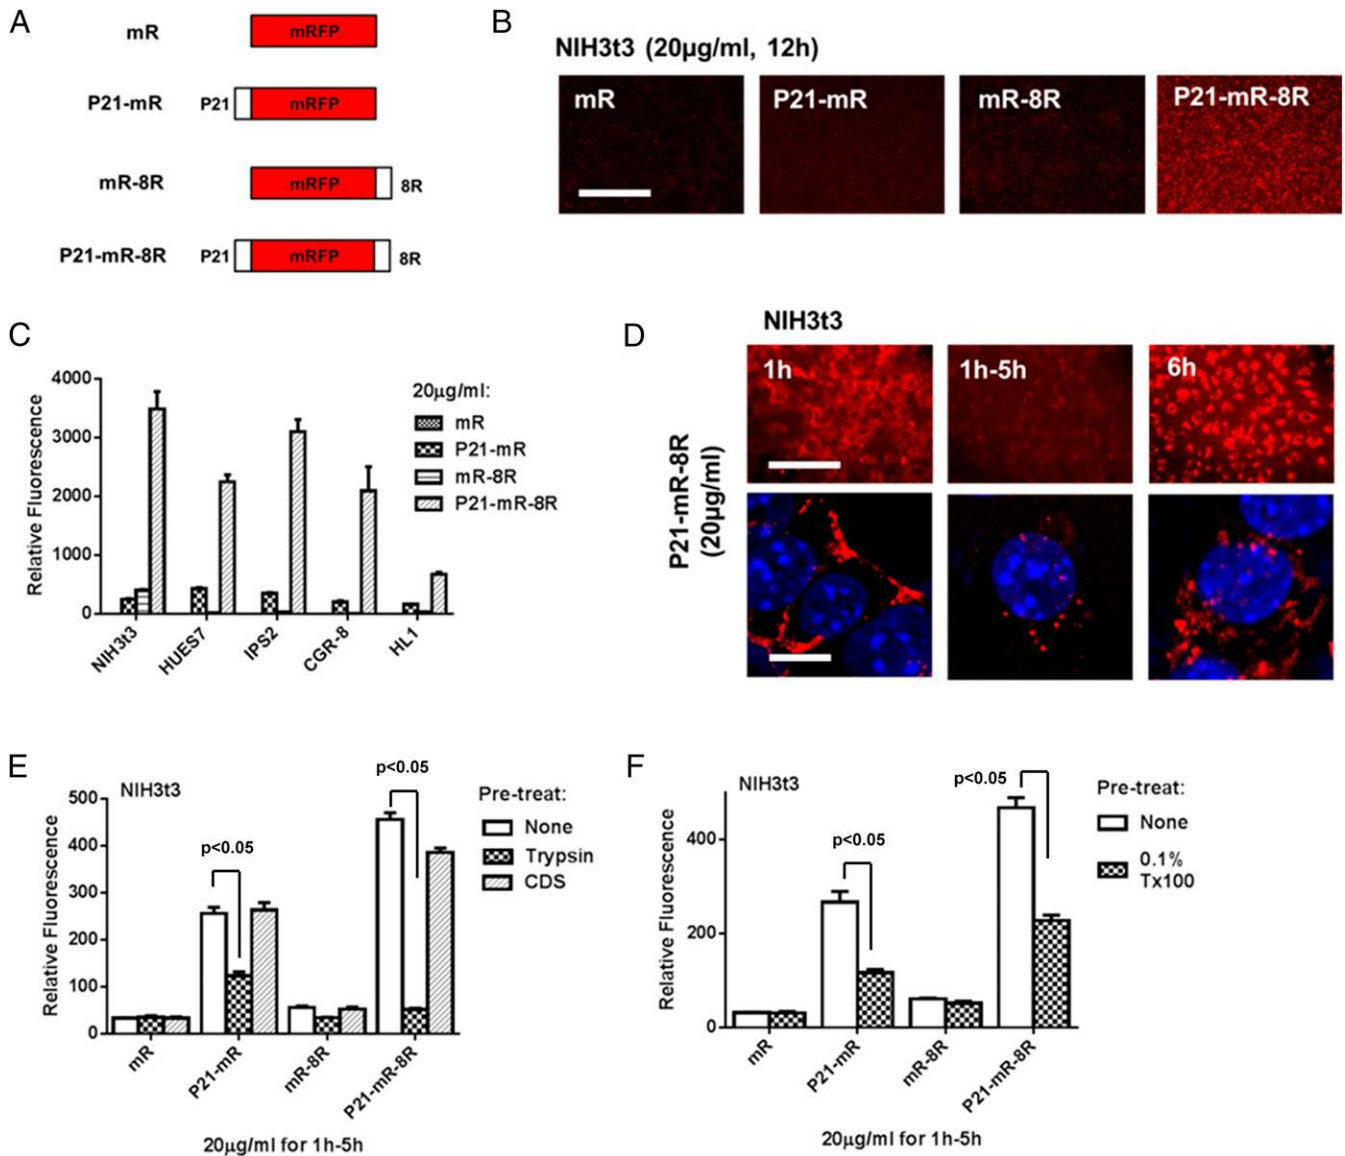 A
mR
mRFP
P21-mR
P21
mRFP
mR-8R
mRFP
8R
P21-mR-8R
P21
mRFP
8R
B
NIH3t3 (20µg/ml, 12h)
mR
P21-mR
mR-8R
P21-mR-8R
C
Relative Fluorescence
4000
3000
2000
1000
0
NIH3t3
HUES7
IPS2
CGR-8
HL1
20µg/ml:
mR
P21-mR
mR-8R
P21-mR-8R
D
NIH3t3
P21-mR-8R
(20µg/ml)
1h
1h-5h
6h
E
NIH3t3
Relative Fluorescence
500
400
300
200
100
0
p<0.05
p<0.05
mR
P21-mR
mR-8R
P21-mR-8R
20µg/ml for 1h-5h
Pre-treat:
None
Trypsin
CDS
F
NIH3t3
Relative Fluorescence
400
200
0
p<0.05
p<0.05
mR
P21-mR
mR-8R
P21-mR-8R
20µg/ml for 1h-5h
Pre-treat:
None
0.1%
Tx100